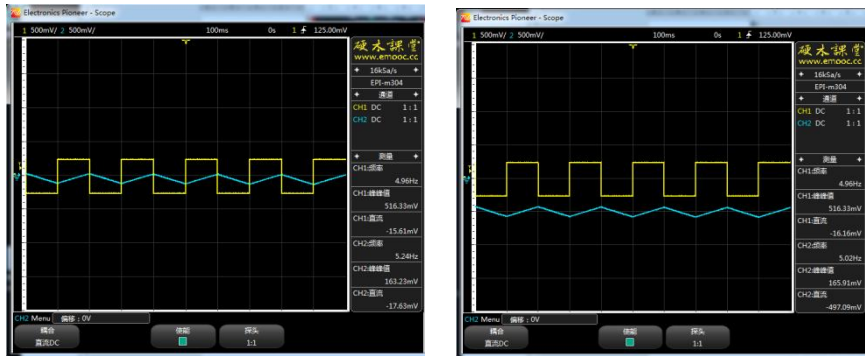 Electronics Pioneer - Scope
1 500mV/ 2 500mV/ 100ms 0s 1 125.00mV
硬木課堂
www.emooc.cc
16kSa/s
EPI-m304
通道
CH1 DC 1:1
CH2 DC 1:1
测量
CH1:频率
4.96Hz
CH1:峰峰值
516.33mV
CH1:直流
-15.61mV
CH2:频率
5.24Hz
CH2:峰峰值
163.23mV
CH2:直流
-17.63mV
CH2 Menu 偏移:0V
耦合 使能 探头
直流DC 1:1
Electronics Pioneer - Scope
1 500mV/ 2 500mV/ 100ms 0s 1 125.00mV
硬木課堂
www.emooc.cc
16kSa/s
EPI-m304
通道
CH1 DC 1:1
CH2 DC 1:1
测量
CH1:频率
4.96Hz
CH1:峰峰值
516.33mV
CH1:直流
-16.16mV
CH2:频率
5.02Hz
CH2:峰峰值
165.91mV
CH2:直流
-497.09mV
CH2 Menu 偏移:0V
耦合 使能 探头
直流DC 1:1